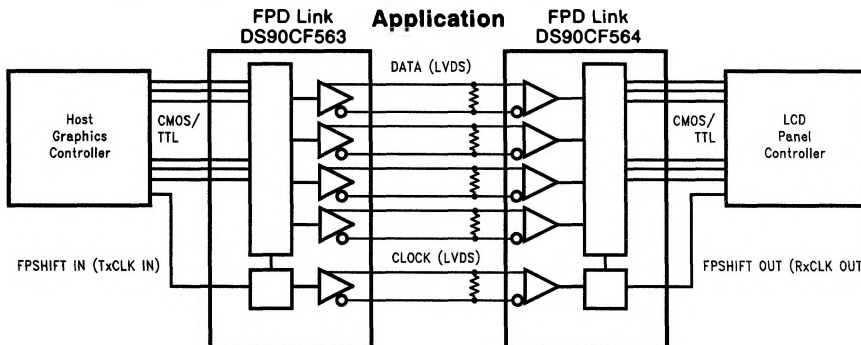 Application
FPD Link
DS90CF563
FPD Link
DS90CF564
DATA (LVDS)
Host
Graphics
Controller
CMOS/
TTL
CMOS/
TTL
LCD
Panel
Controller
FPSHIFT IN (TxCLK IN)
CLOCK (LVDS)
FPSHIFT OUT (RxCLK OUT